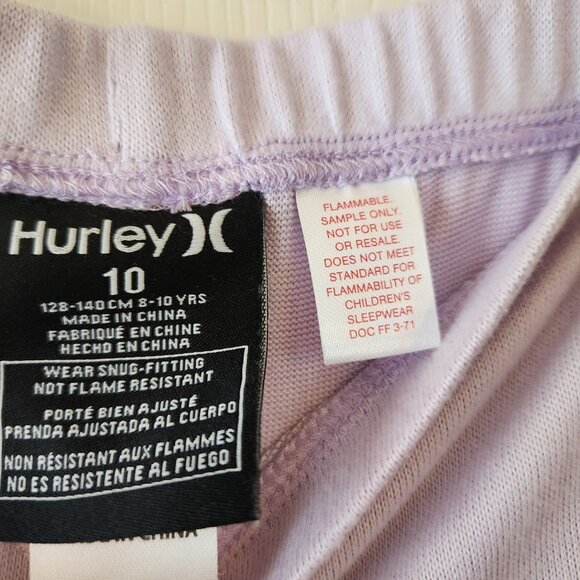 Hurley
10
128-140 CM 8-10 YRS
MADE IN CHINA
FABRIQUÉ EN CHINE
HECHO EN CHINA
WEAR SNUG-FITTING
NOT FLAME RESISTANT
PORTÉ BIEN AJUSTÉ
PRENDA AJUSTADA AL CUERPO
NON RÉSISTANT AUX FLAMMES
NO ES RESISTENTE AL FUEGO
FLAMMABLE.
SAMPLE ONLY.
NOT FOR USE
OR RESALE.
DOES NOT MEET
STANDARD FOR
FLAMMABILITY OF
CHILDREN'S
SLEEPWEAR
DOC FF 3-71
CHINA